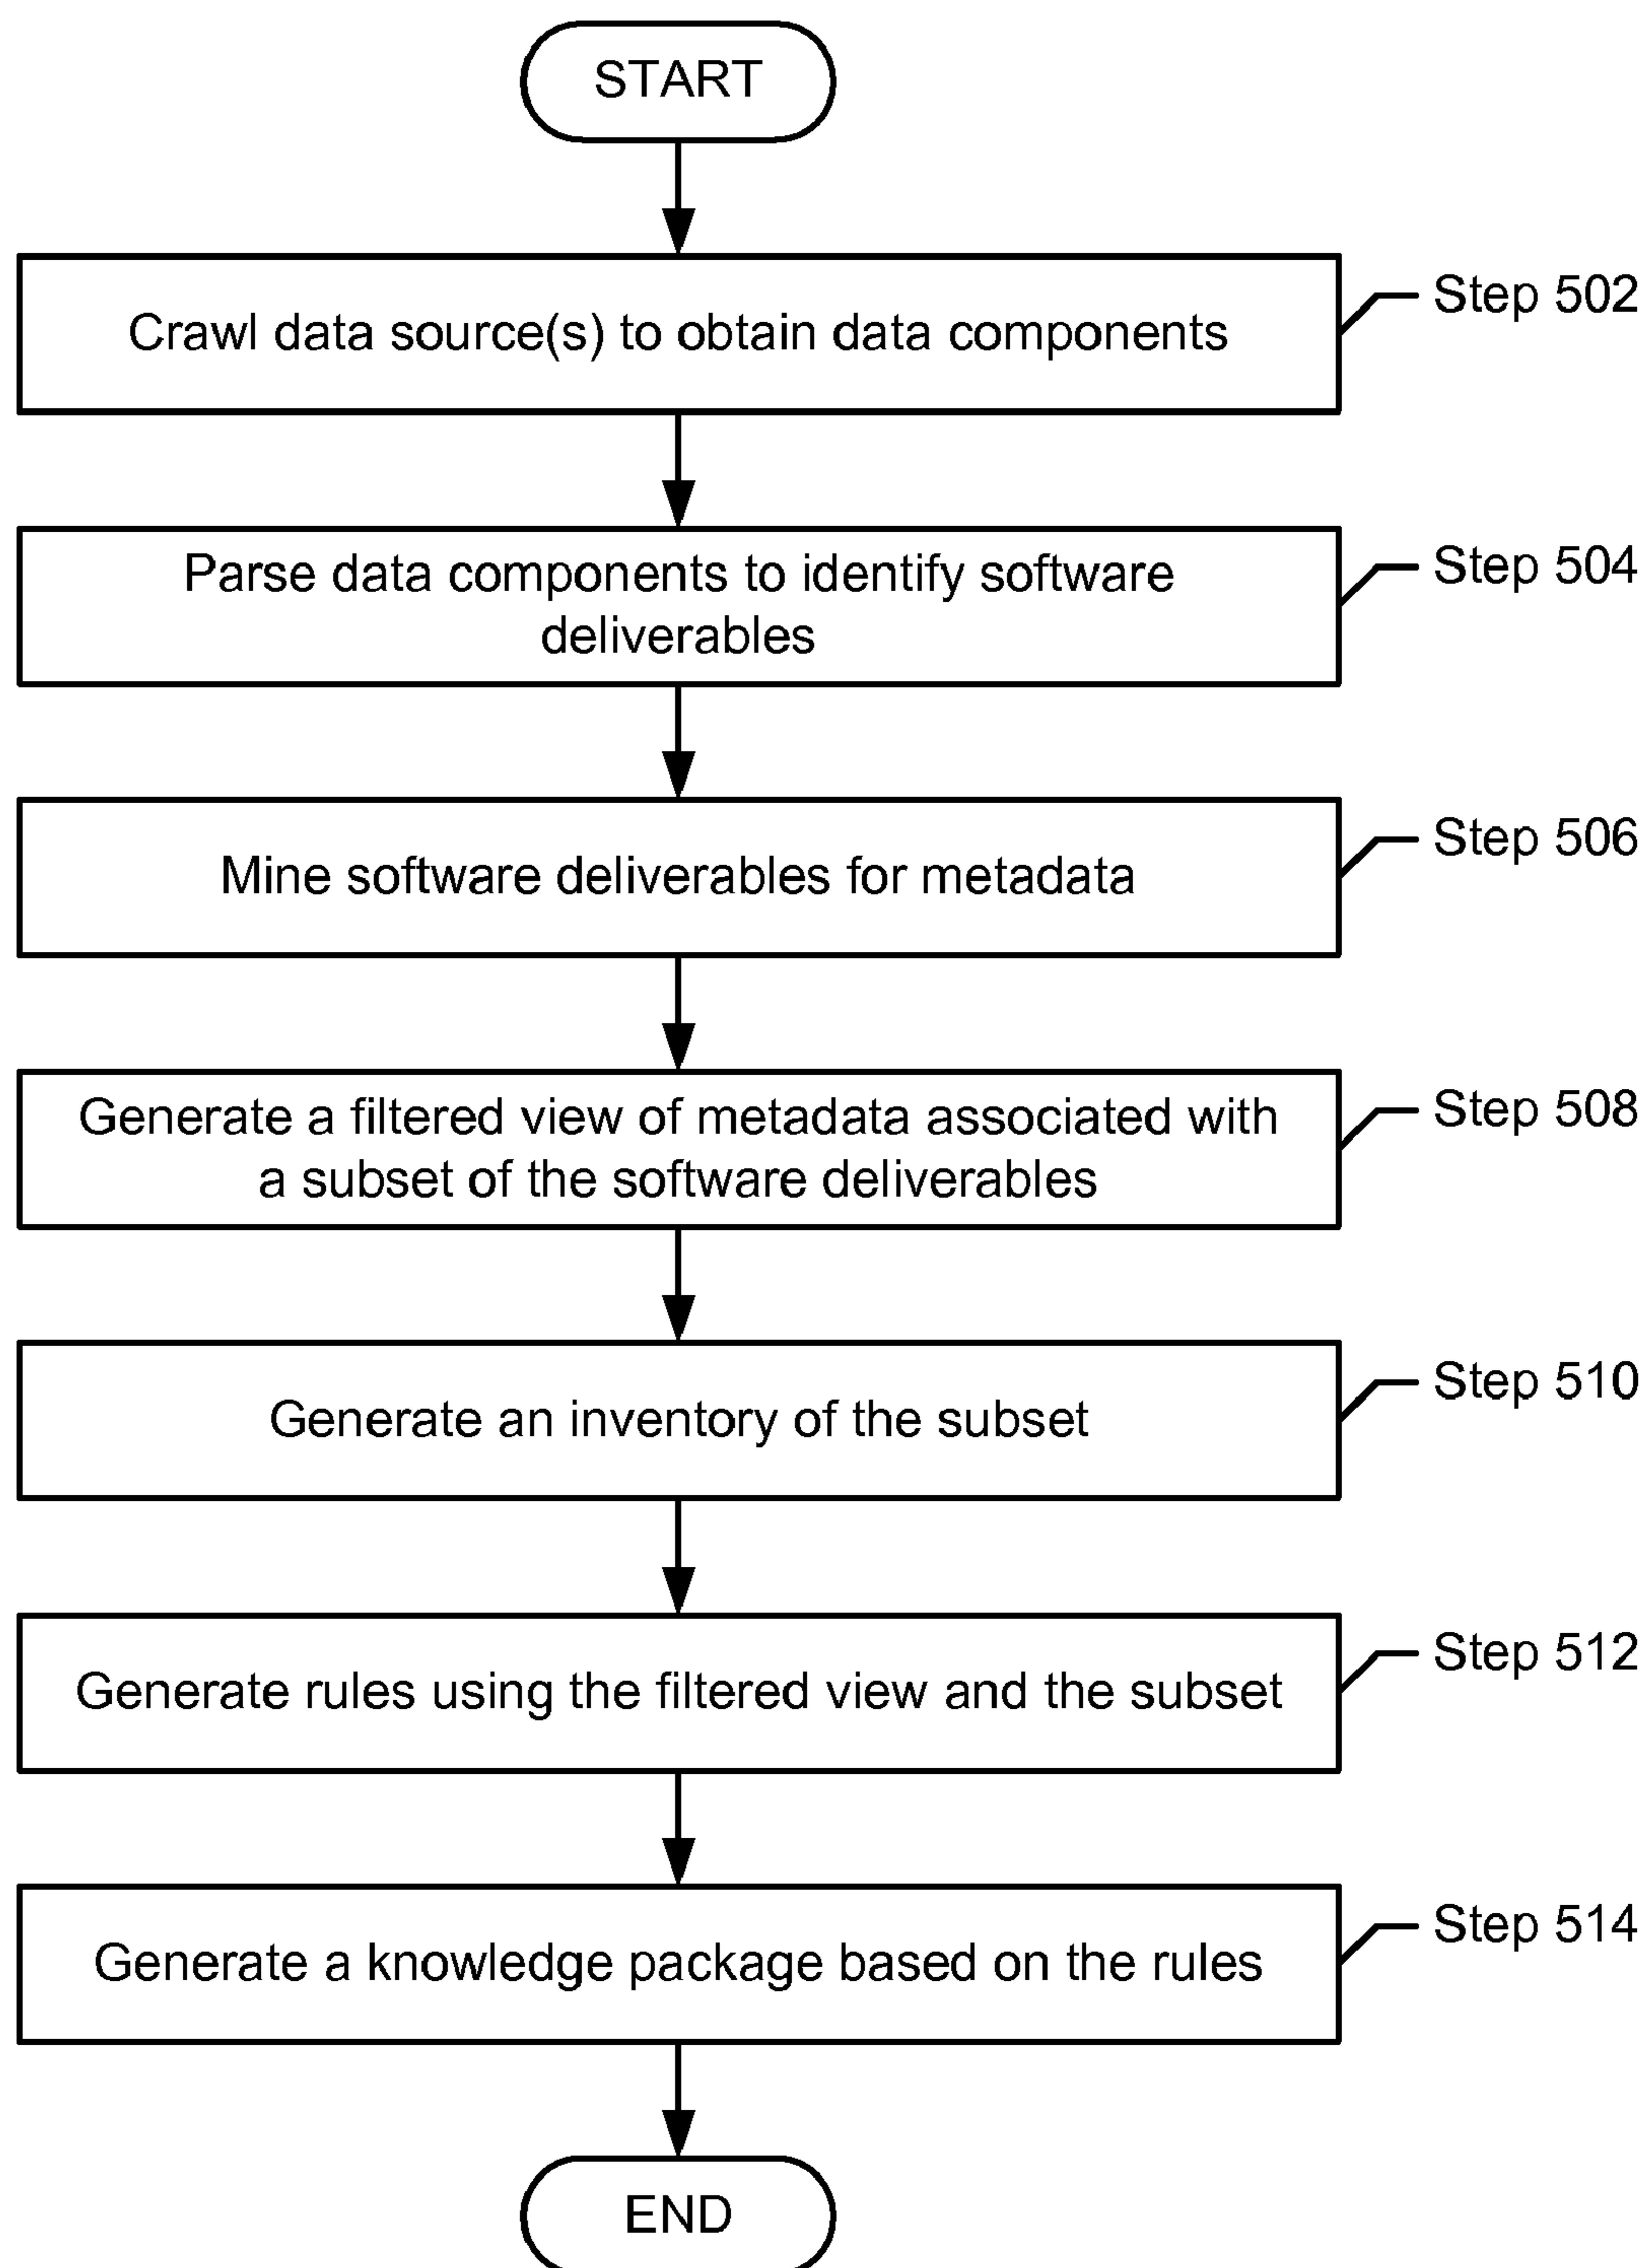 START
Crawl data source(s) to obtain data components
Step 502
Parse data components to identify software
deliverables
Step 504
Mine software deliverables for metadata
Step 506
Generate a filtered view of metadata associated with
a subset of the software deliverables
Step 508
Generate an inventory of the subset
Step 510
Generate rules using the filtered view and the subset
Step 512
Generate a knowledge package based on the rules
Step 514
END